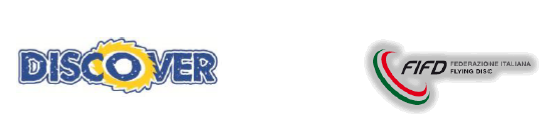 DISCOVER
FIFD FEDERAZIONE ITALIANA
FLYING DISC